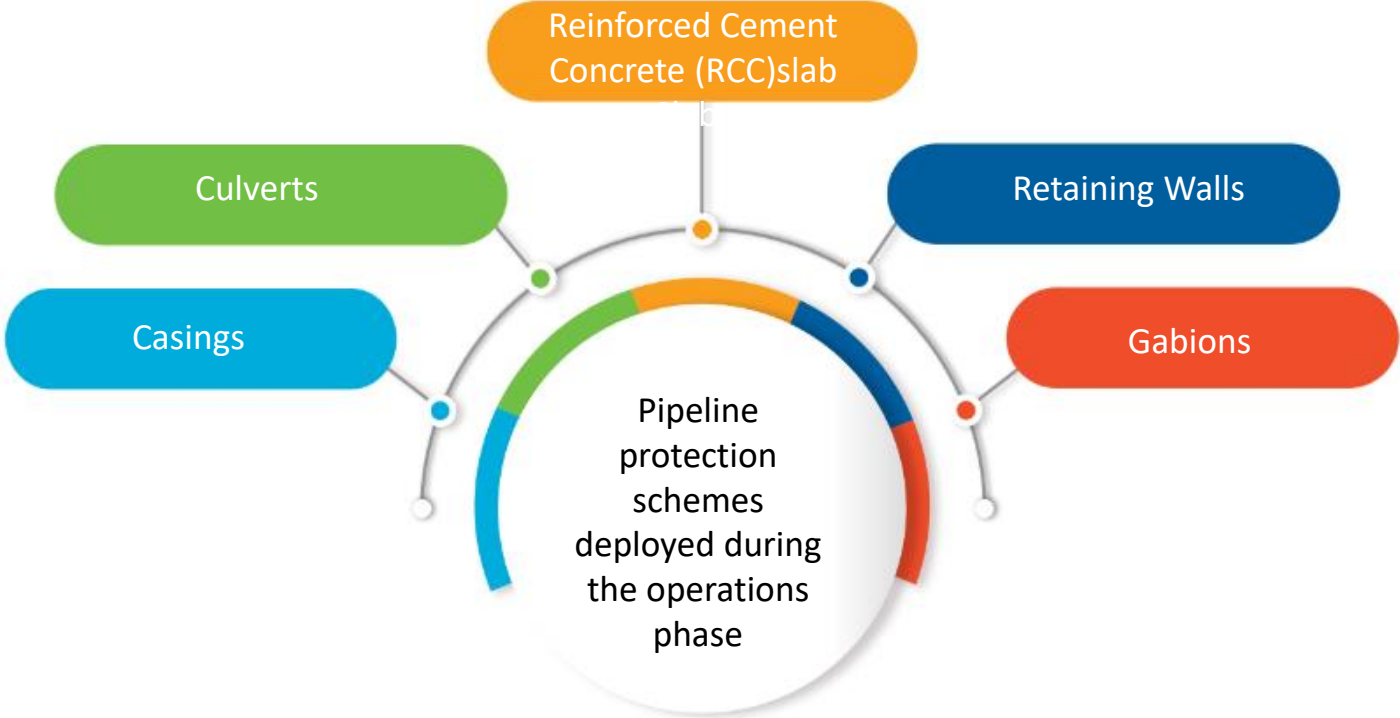 Reinforced Cement
Concrete (RCC)slab
Culverts
Retaining Walls
Casings
Gabions
Pipeline
protection
schemes
deployed during
the operations
phase